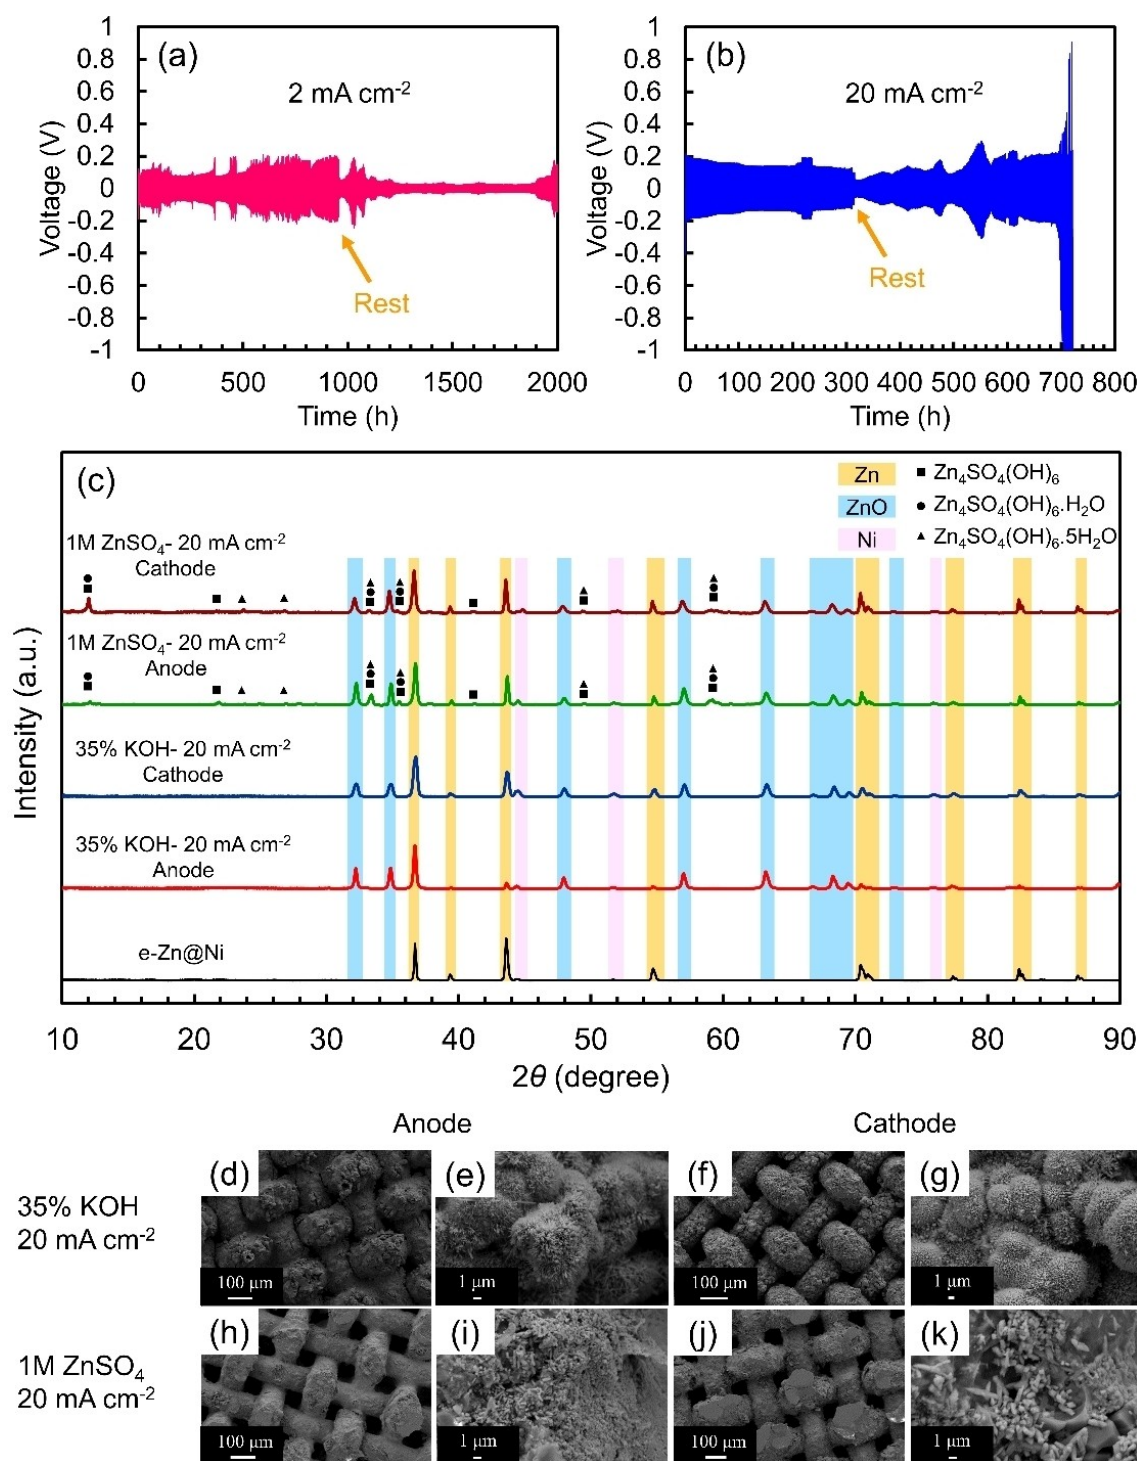 (a)
2 mA cm-2
Voltage (V)
1
0.8
0.6
0.4
0.2
0
-0.2
-0.4
-0.6
-0.8
-1
Rest
0 500 1000 1500 2000
Time (h)
(b)
20 mA cm-2
Voltage (V)
1
0.8
0.6
0.4
0.2
0
-0.2
-0.4
-0.6
-0.8
-1
Rest
0 100 200 300 400 500 600 700 800
Time (h)
(c)
Zn
ZnO
Ni
■ Zn4SO4(OH)6
● Zn4SO4(OH)6.H2O
▲ Zn4SO4(OH)6.5H2O
1M ZnSO4- 20 mA cm-2
Cathode
1M ZnSO4- 20 mA cm-2
Anode
35% KOH- 20 mA cm-2
Cathode
35% KOH- 20 mA cm-2
Anode
e-Zn@Ni
Intensity (a.u.)
10 20 30 40 50 60 70 80 90
2θ (degree)
Anode Cathode
35% KOH
20 mA cm-2
(d) (e) (f) (g)
100 μm 1 μm 100 μm 1 μm
1M ZnSO4
20 mA cm-2
(h) (i) (j) (k)
100 μm 1 μm 100 μm 1 μm